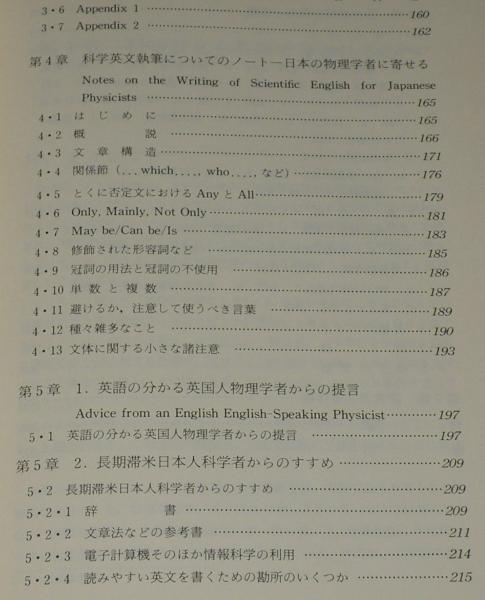 3・6 Appendix 1 ……………160
3・7 Appendix 2 ……………162
第4章 科学英文執筆についてのノート—日本の物理学者に寄せる
Notes on the Writing of Scientific English for Japanese
Physicists ……………165
4・1 はじめに ……………165
4・2 概説 ……………166
4・3 文章構造 ……………171
4・4 関係節(...which...., who...., など) ……………176
4・5 とくに否定文における Any と All ……………179
4・6 Only, Mainly, Not Only ……………181
4・7 May be/Can be/Is ……………183
4・8 修飾された形容詞など ……………185
4・9 冠詞の用法と冠詞の不使用 ……………186
4・10 単数と複数 ……………187
4・11 避けるか,注意して使うべき言葉 ……………189
4・12 種々雑多なこと ……………190
4・13 文体に関する小さな諸注意 ……………193
第5章 1. 英語の分かる英国人物理学者からの提言
Advice from an English English-Speaking Physicist ……………197
5・1 英語の分かる英国人物理学者からの提言 ……………197
第5章 2. 長期滞米日本人科学者からのすすめ ……………209
5・2 長期滞米日本人科学者からのすすめ ……………209
5・2・1 辞書 ……………209
5・2・2 文章法などの参考書 ……………211
5・2・3 電子計算機そのほか情報科学の利用 ……………214
5・2・4 読みやすい英文を書くための勘所のいくつか ……………215